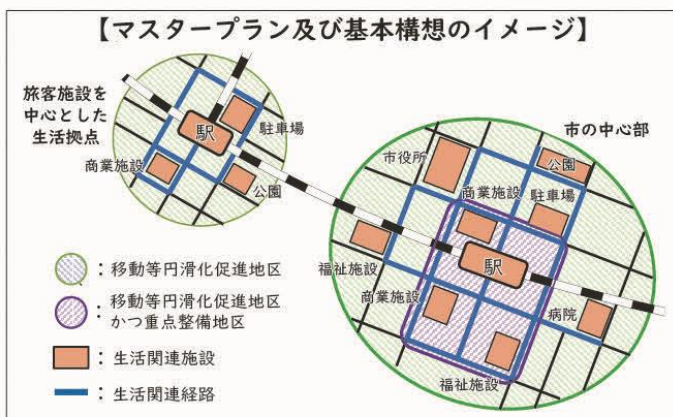 【マスタープラン及び基本構想のイメージ】
旅客施設を
中心とした
生活拠点
駅
駐車場
商業施設
公園
市の中心部
市役所
公園
商業施設
駐車場
福祉施設
駅
商業施設
病院
福祉施設
：移動等円滑化促進地区
：移動等円滑化促進地区
かつ重点整備地区
：生活関連施設
：生活関連経路